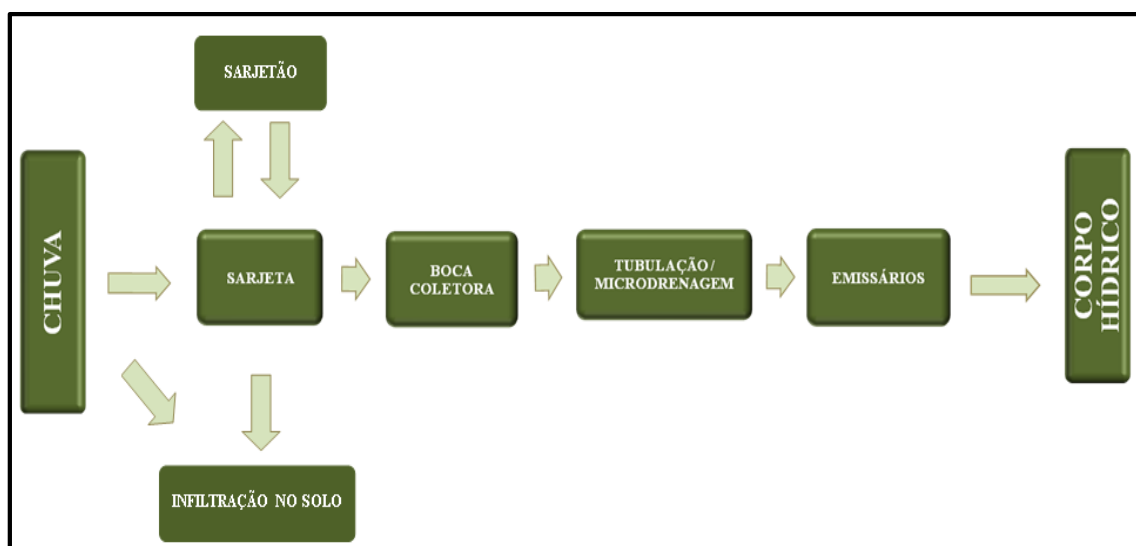 SARJETÃO
CHUVA
SARJETA
BOCA
COLETORA
TUBULAÇÃO /
MICRODRENAGEM
EMISSÁRIOS
CORPO
HÍDRICO
INFILTRAÇÃO NO SOLO